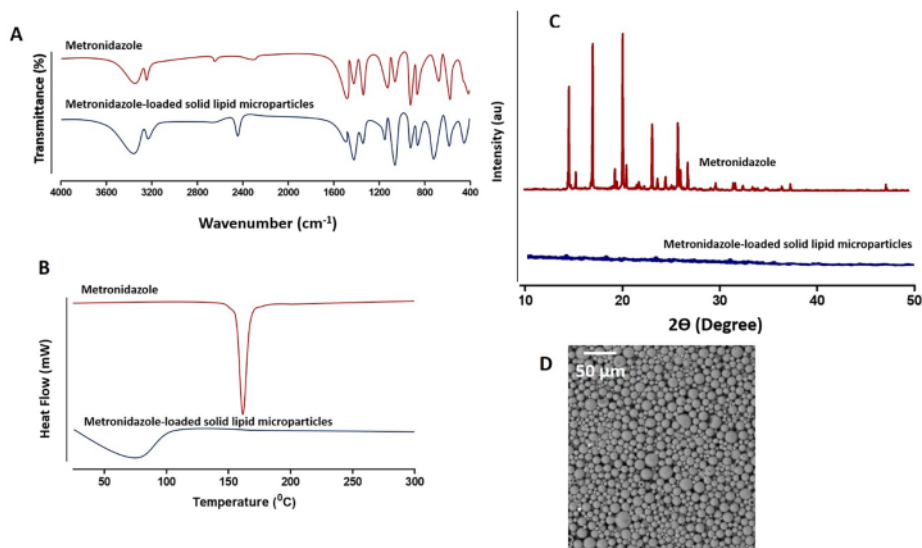 A
Metronidazole
Metronidazole-loaded solid lipid microparticles
Transmittance (%)
4000 3600 3200 2800 2400 2000 1600 1200 800 400
Wavenumber (cm⁻¹)
B
Metronidazole
Metronidazole-loaded solid lipid microparticles
Heat Flow (mW)
50 100 150 200 250 300
Temperature (⁰C)
C
Metronidazole
Metronidazole-loaded solid lipid microparticles
Intensity (au)
10 20 30 40 50
2Θ (Degree)
D
50 μm